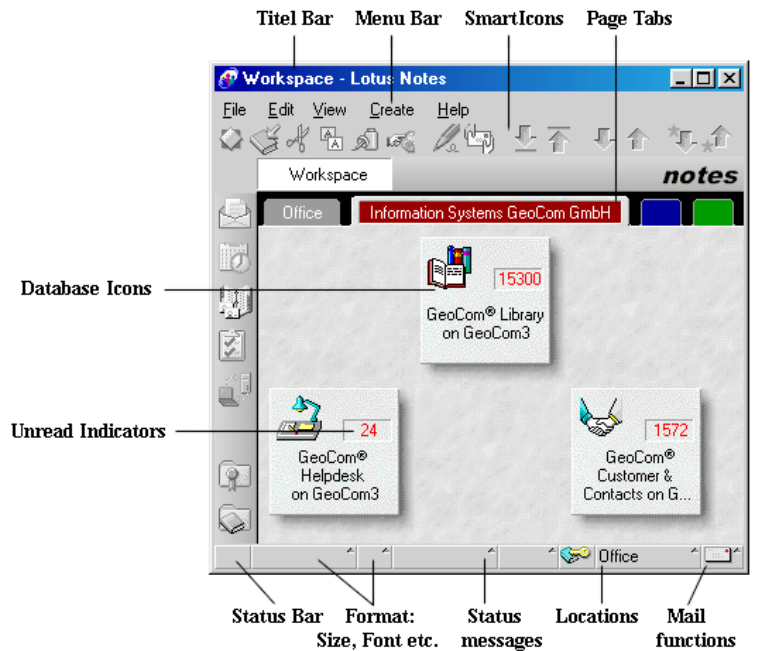 Titel Bar
Menu Bar
SmartIcons
Page Tabs
Workspace - Lotus Notes
File Edit View Create Help
Workspace
notes
Office
Information Systems GeoCom GmbH
Database Icons
15300
GeoCom® Library
on GeoCom3
Unread Indicators
24
GeoCom®
Helpdesk
on GeoCom3
1572
GeoCom®
Customer &
Contacts on G...
Office
Status Bar
Format:
Size, Font etc.
Status
messages
Locations
Mail
functions